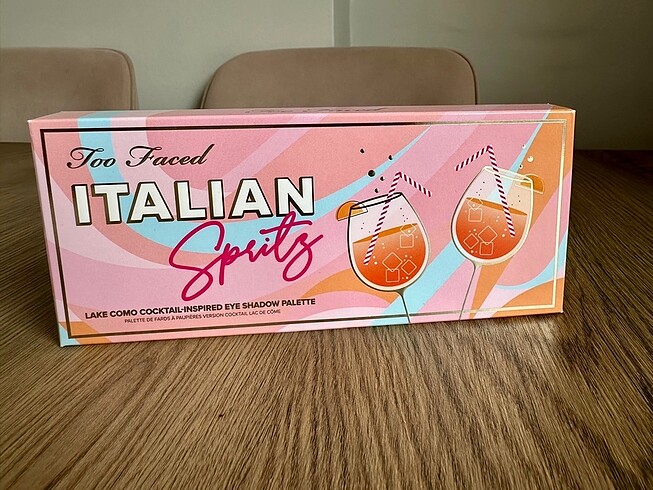 Too Faced
ITALIAN
Spritz
LAKE COMO COCKTAIL-INSPIRED EYE SHADOW PALETTE
PALETTE DE FARDS À PAUPIÈRES VERSION COCKTAIL LAC DE CÔME